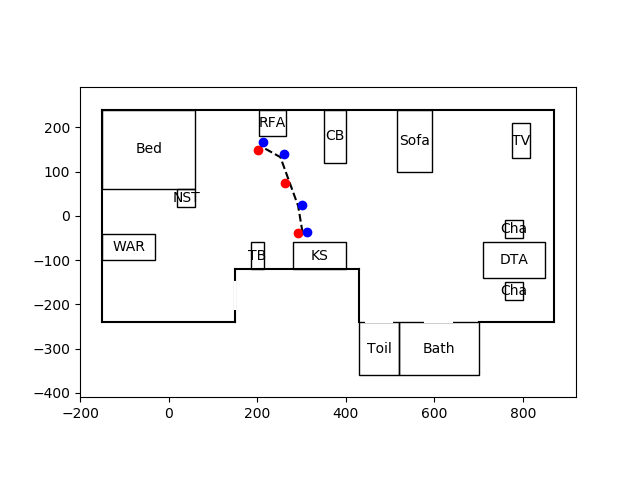 200
100
0
−100
−200
−300
−400
−200
0
200
400
600
800
Bed
RFA
CB
Sofa
TV
NST
WAR
TB
KS
Cha
DTA
Cha
Toil
Bath